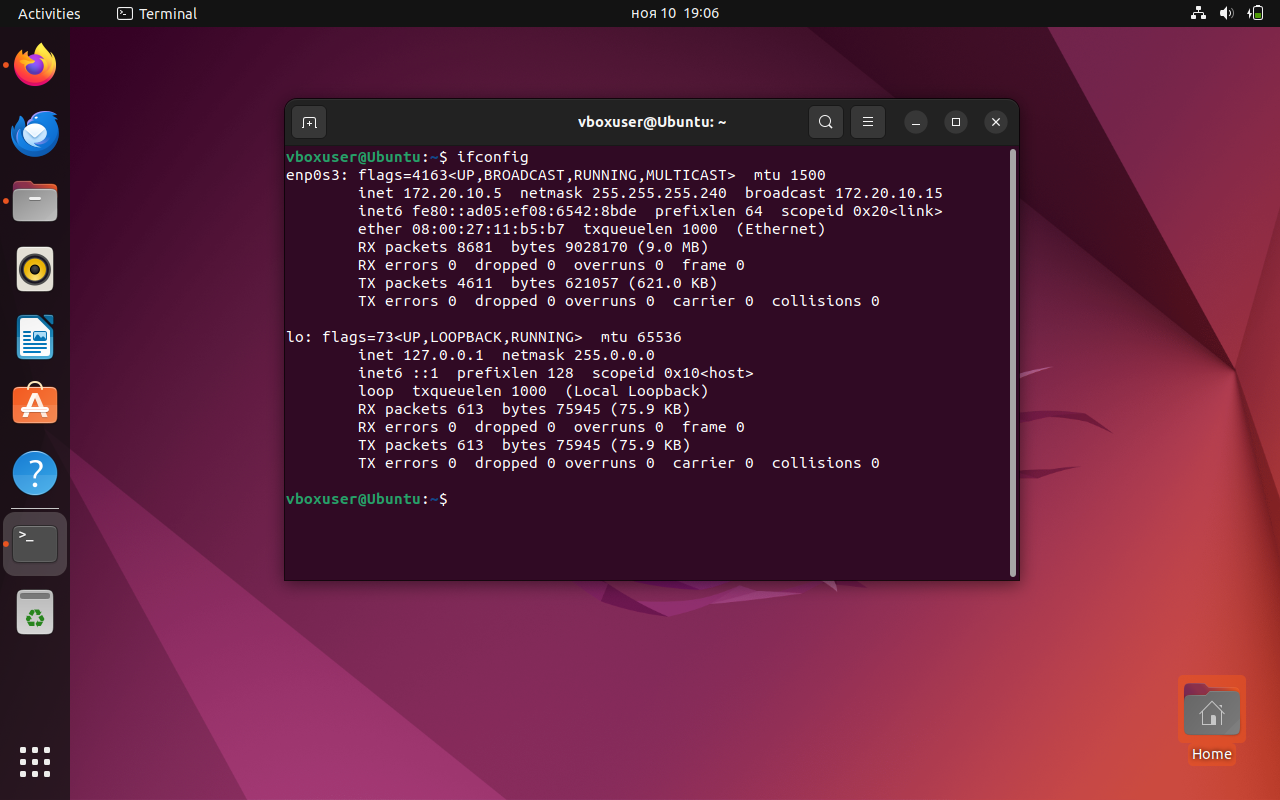 Activities
Terminal
ноя 10 19:06
vboxuser@Ubuntu: ~
vboxuser@Ubuntu:~$ ifconfig
enp0s3: flags=4163<UP,BROADCAST,RUNNING,MULTICAST>  mtu 1500
        inet 172.20.10.5  netmask 255.255.255.240  broadcast 172.20.10.15
        inet6 fe80::ad05:ef08:6542:8bde  prefixlen 64  scopeid 0x20<link>
        ether 08:00:27:11:b5:b7  txqueuelen 1000  (Ethernet)
        RX packets 8681  bytes 9028170 (9.0 MB)
        RX errors 0  dropped 0  overruns 0  frame 0
        TX packets 4611  bytes 621057 (621.0 KB)
        TX errors 0  dropped 0 overruns 0  carrier 0  collisions 0
lo: flags=73<UP,LOOPBACK,RUNNING>  mtu 65536
        inet 127.0.0.1  netmask 255.0.0.0
        inet6 ::1  prefixlen 128  scopeid 0x10<host>
        loop  txqueuelen 1000  (Local Loopback)
        RX packets 613  bytes 75945 (75.9 KB)
        RX errors 0  dropped 0  overruns 0  frame 0
        TX packets 613  bytes 75945 (75.9 KB)
        TX errors 0  dropped 0 overruns 0  carrier 0  collisions 0
vboxuser@Ubuntu:~$
Home